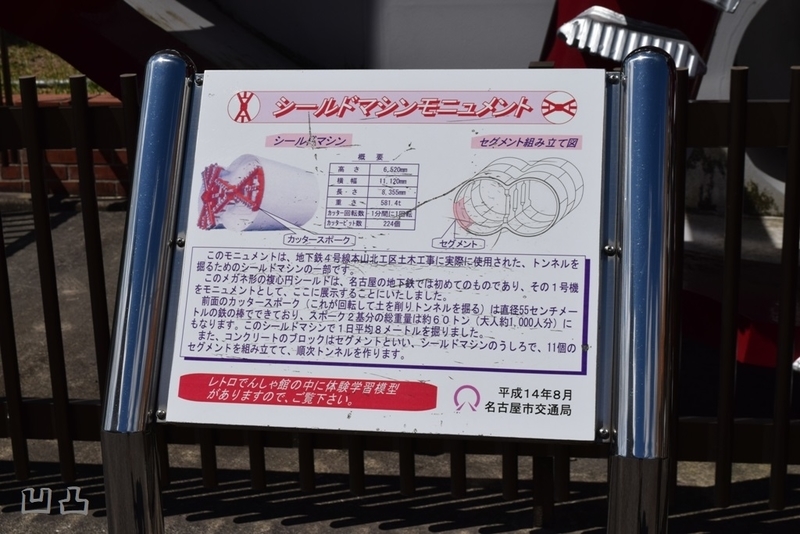 シールドマシンモニュメント
シールドマシン
概要
高さ 6,520mm
横幅 11,120mm
長さ 8,355mm
重さ 581.4t
カッター回転数 1分間に1回転
カッタービット数 224個
カッタースポーク
セグメント組み立て図
セグメント
このモニュメントは、地下鉄4号線本山北工区土木工事に実際に使用された、トンネルを
掘るためのシールドマシンの一部です。
このメガネ形の複心円シールドは、名古屋の地下鉄では初めてのものであり、その1号機
をモニュメントとして、ここに展示することにいたしました。
前面のカッタースポーク（これが回転して土を削りトンネルを掘る）は直径55センチメー
トルの鉄の棒でできており、スポーク2基分の総重量は約60トン（大人約1,000人分）に
もなります。このシールドマシンで1日平均8メートルを掘りました。
また、コンクリートのブロックはセグメントといい、シールドマシンのうしろで、11個の
セグメントを組み立てて、順次トンネルを作ります。
レトロでんしゃ館の中に体験学習模型
がありますので、ご覧下さい。
平成14年8月
名古屋市交通局
凹凸